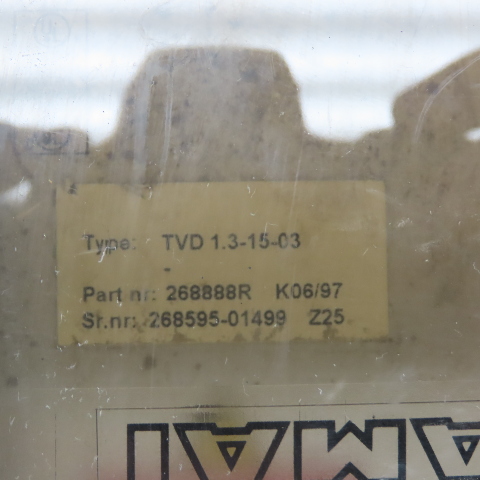 Type: TVD 1.3-15-03
-
Part nr: 268888R K06/97
Sr.nr: 268595-01499 Z25